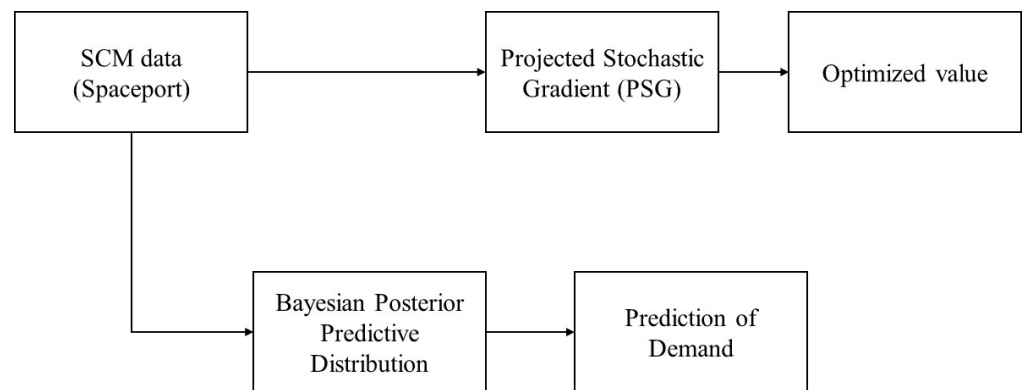 SCM data
(Spaceport)
Projected Stochastic
Gradient (PSG)
Optimized value
Bayesian Posterior
Predictive
Distribution
Prediction of
Demand